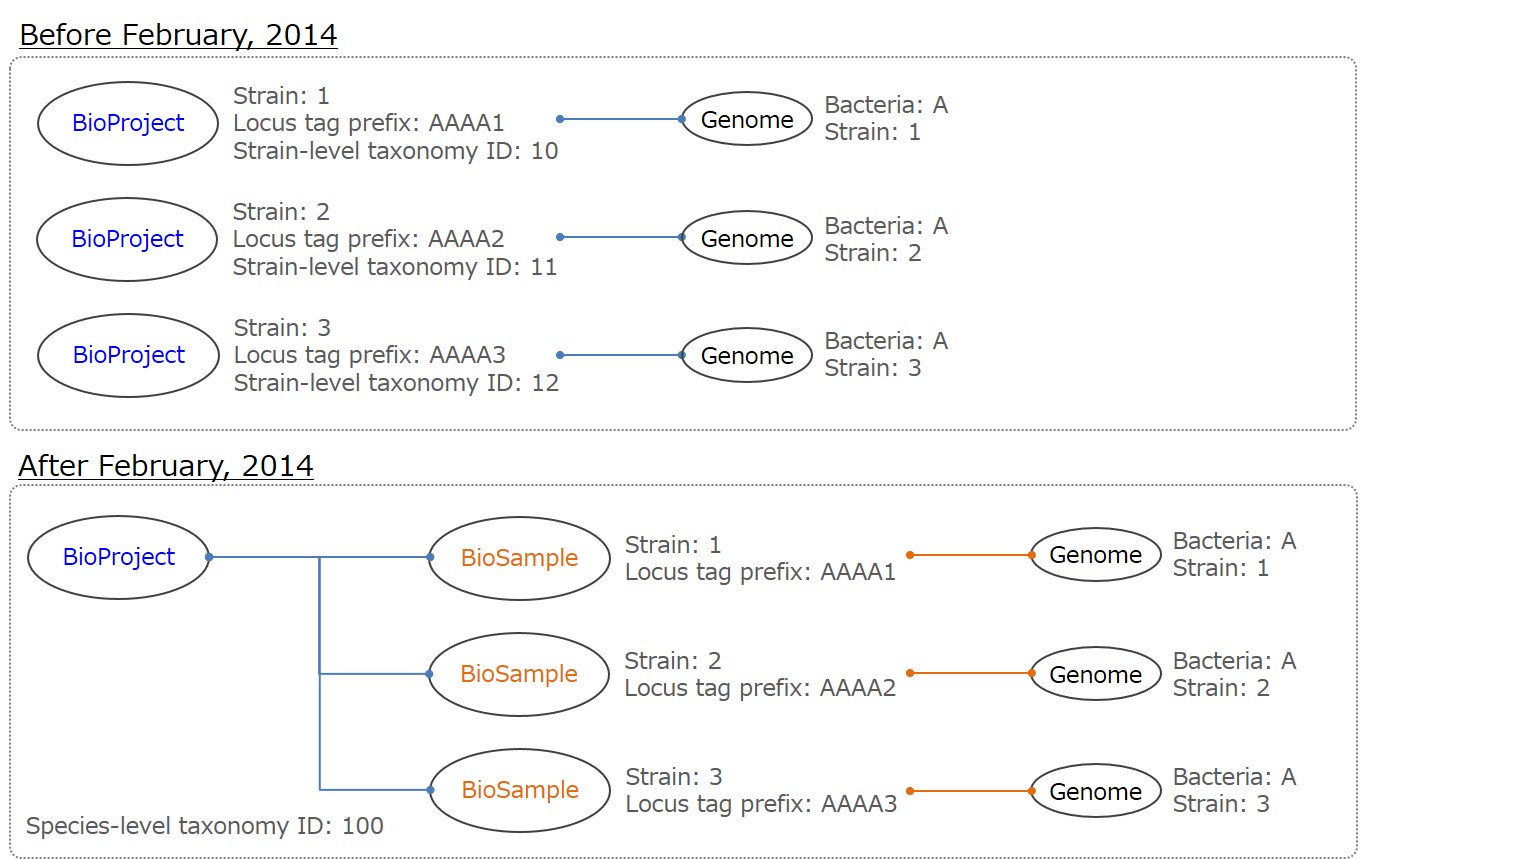 Before February, 2014
BioProject
Strain: 1
Locus tag prefix: AAAA1
Strain-level taxonomy ID: 10
Genome
Bacteria: A
Strain: 1
BioProject
Strain: 2
Locus tag prefix: AAAA2
Strain-level taxonomy ID: 11
Genome
Bacteria: A
Strain: 2
BioProject
Strain: 3
Locus tag prefix: AAAA3
Strain-level taxonomy ID: 12
Genome
Bacteria: A
Strain: 3
After February, 2014
BioProject
BioSample
Strain: 1
Locus tag prefix: AAAA1
Genome
Bacteria: A
Strain: 1
BioSample
Strain: 2
Locus tag prefix: AAAA2
Genome
Bacteria: A
Strain: 2
BioSample
Strain: 3
Locus tag prefix: AAAA3
Genome
Bacteria: A
Strain: 3
Species-level taxonomy ID: 100